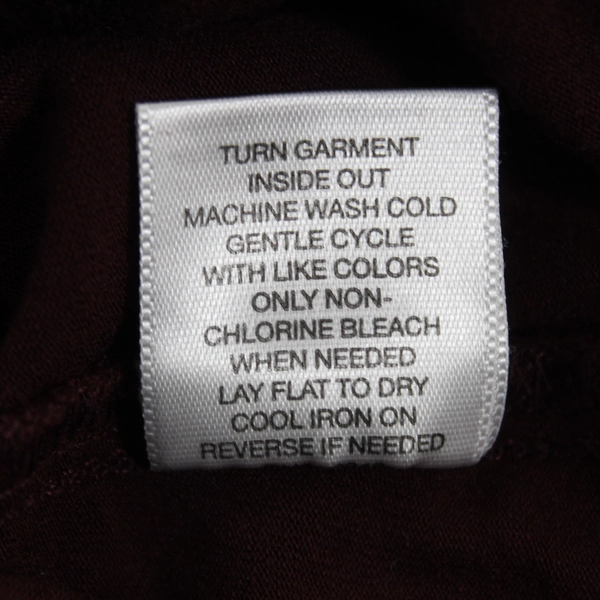 TURN GARMENT
INSIDE OUT
MACHINE WASH COLD
GENTLE CYCLE
WITH LIKE COLORS
ONLY NON-
CHLORINE BLEACH
WHEN NEEDED
LAY FLAT TO DRY
COOL IRON ON
REVERSE IF NEEDED